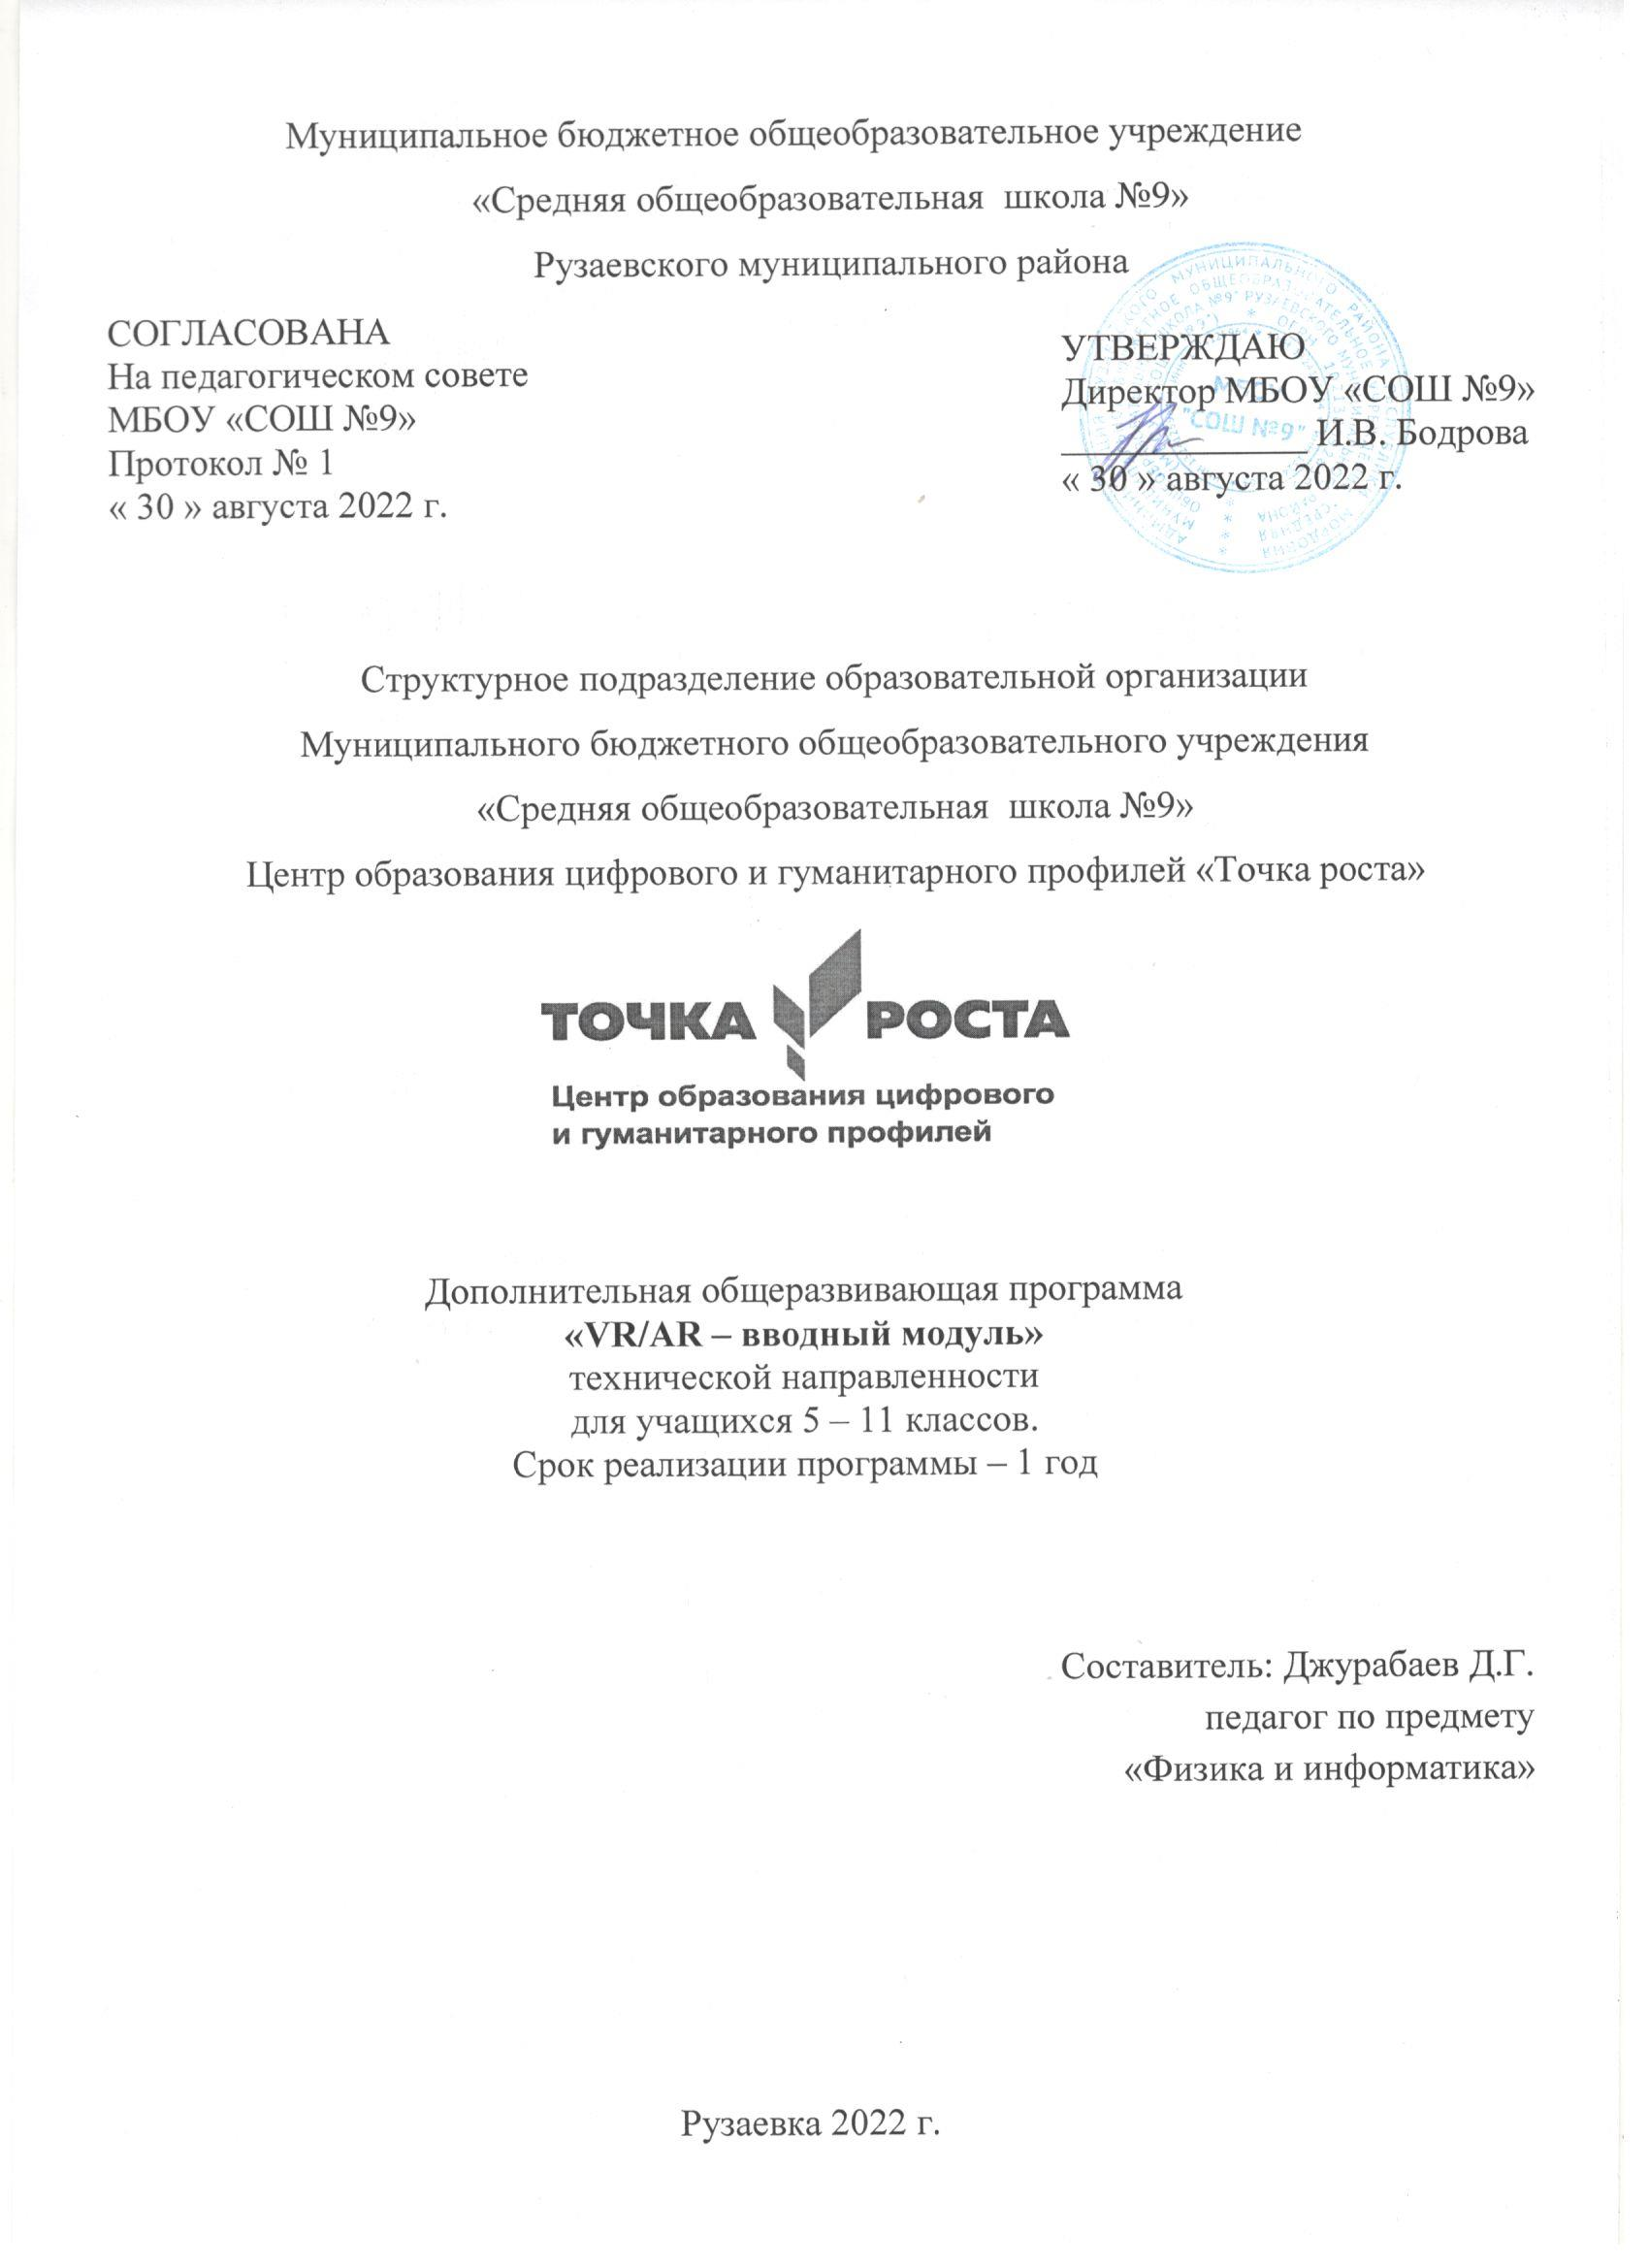 Муниципальное бюджетное общеобразовательное учреждение
«Средняя общеобразовательная школа №9»
Рузаевского муниципального района
СОГЛАСОВАНА
На педагогическом совете
МБОУ «СОШ №9»
Протокол № 1
« 30 » августа 2022 г.
УТВЕРЖДАЮ
Директор МБОУ «СОШ №9»
И.В. Бодрова
« 30 » августа 2022 г.
"СОШ №9"
Структурное подразделение образовательной организации
Муниципального бюджетного общеобразовательного учреждения
«Средняя общеобразовательная школа №9»
Центр образования цифрового и гуманитарного профилей «Точка роста»
ТОЧКА РОСТА
Центр образования цифрового
и гуманитарного профилей
Дополнительная общеразвивающая программа
«VR/AR – вводный модуль»
технической направленности
для учащихся 5 – 11 классов.
Срок реализации программы – 1 год
Составитель: Джурабаев Д.Г.
педагог по предмету
«Физика и информатика»
Рузаевка 2022 г.